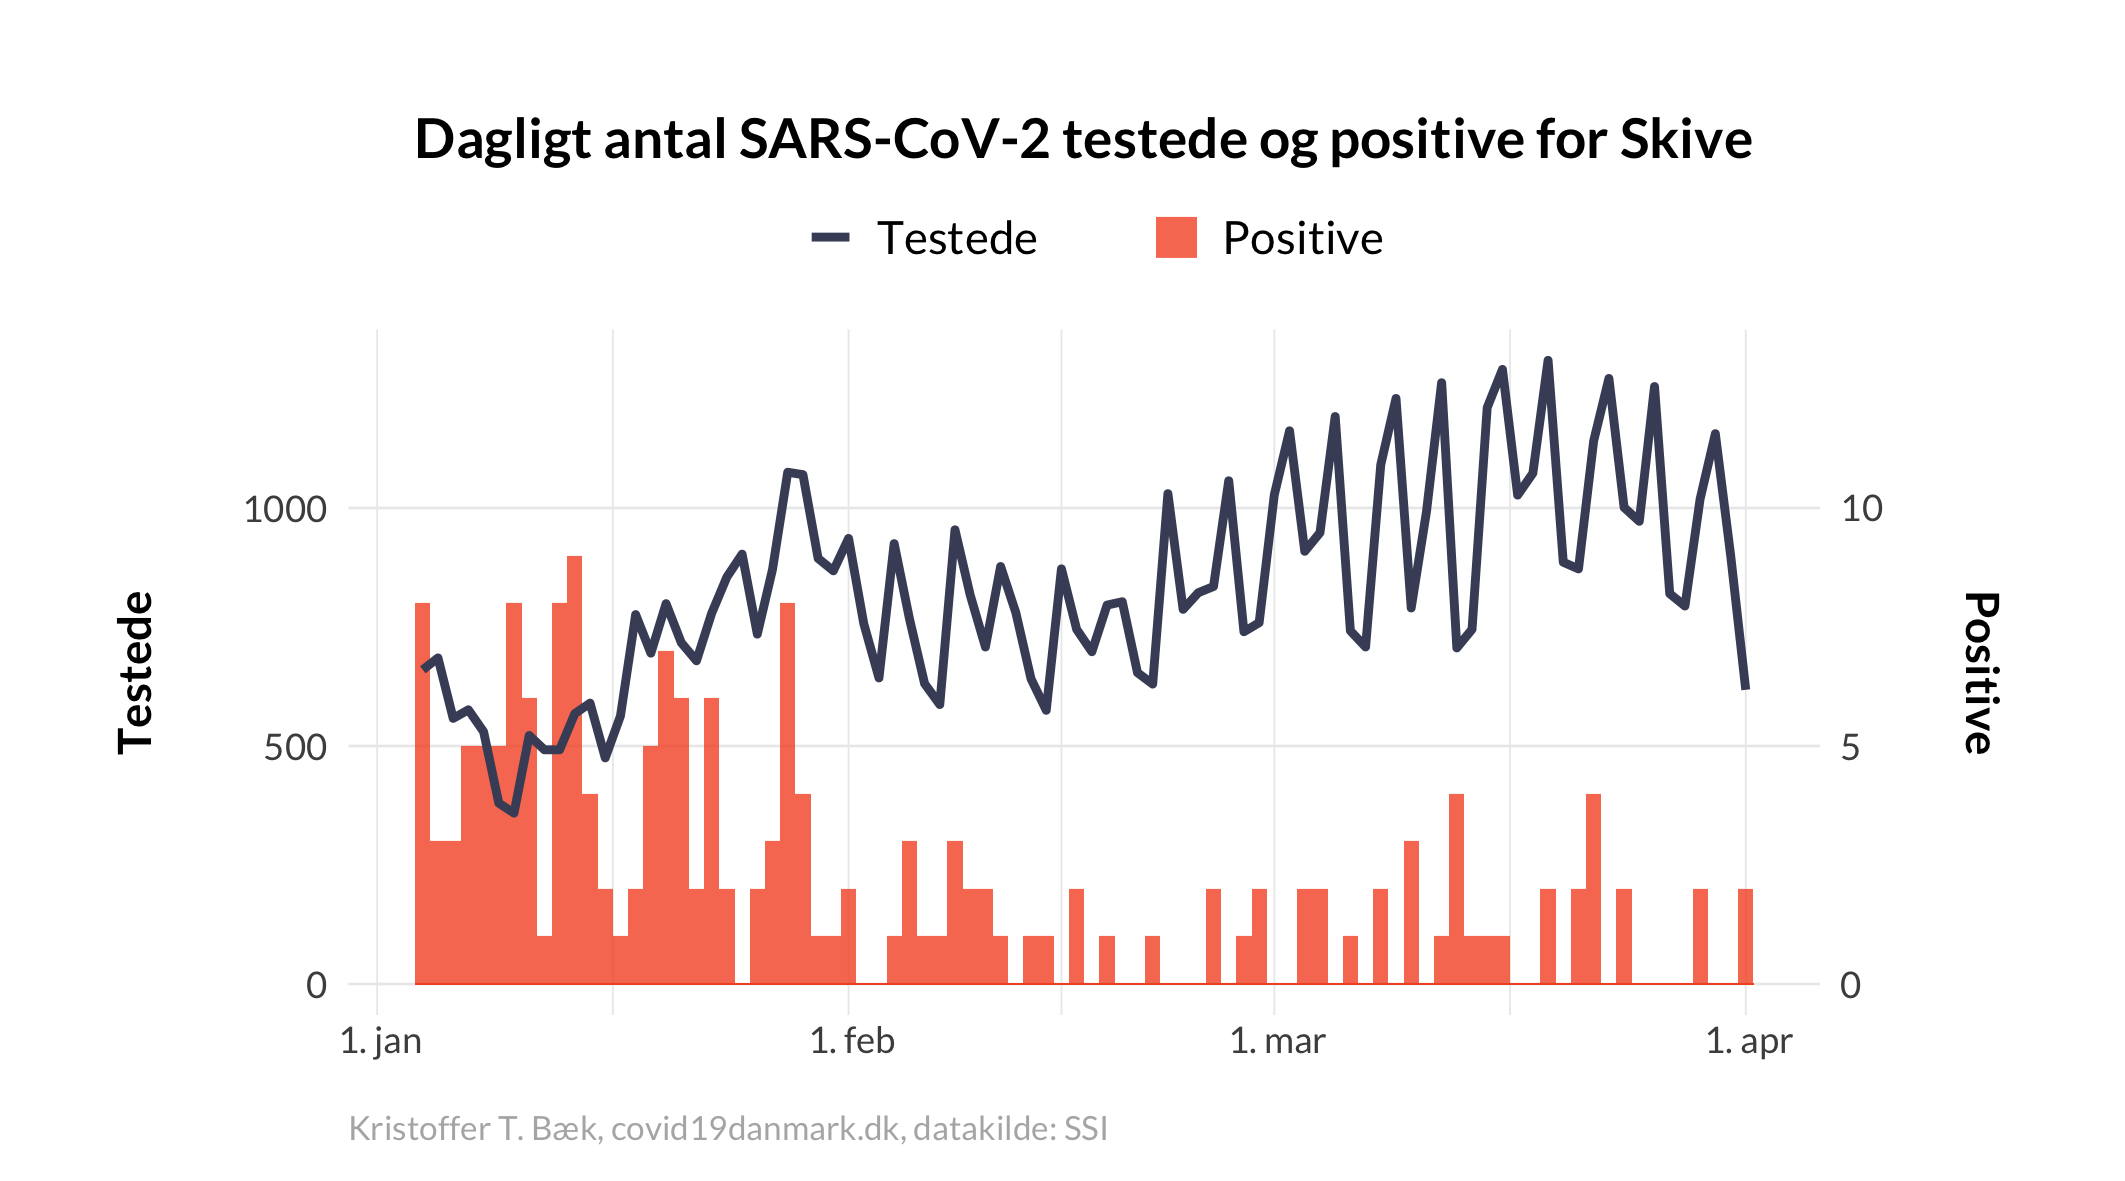 Dagligt antal SARS-CoV-2 testede og positive for Skive
Testede Positive
Testede
1000
500
0
10
5
0
Positive
1. jan 1. feb 1. mar 1. apr
Kristoffer T. Bæk, covid19danmark.dk, datakilde: SSI